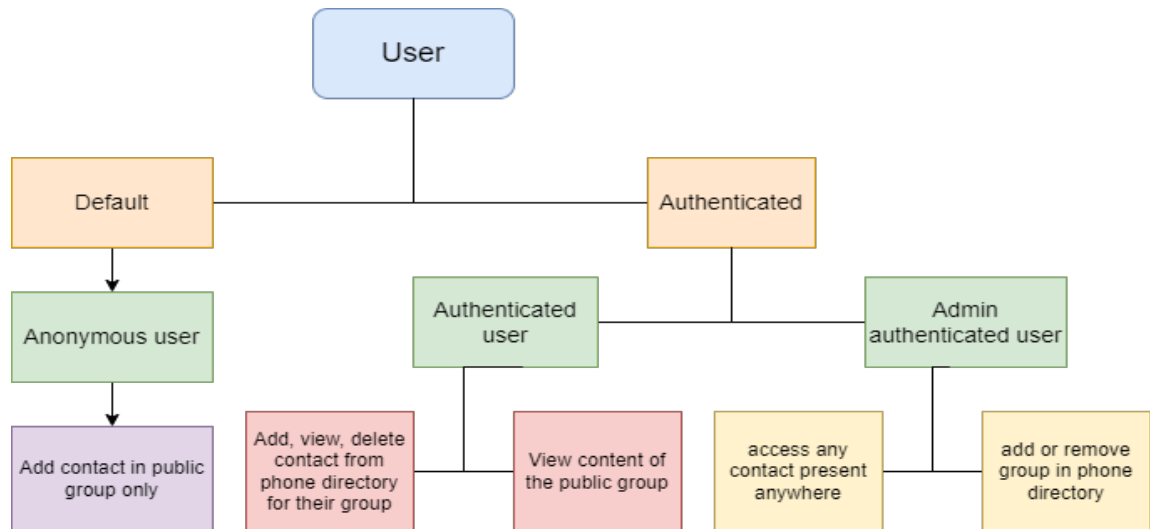 User
Default
Authenticated
Authenticated
user
Admin
authenticated user
Anonymous user
Add contact in public
group only
Add, view, delete
contact from
phone directory
for their group
View content of
the public group
access any
contact present
anywhere
add or remove
group in phone
directory